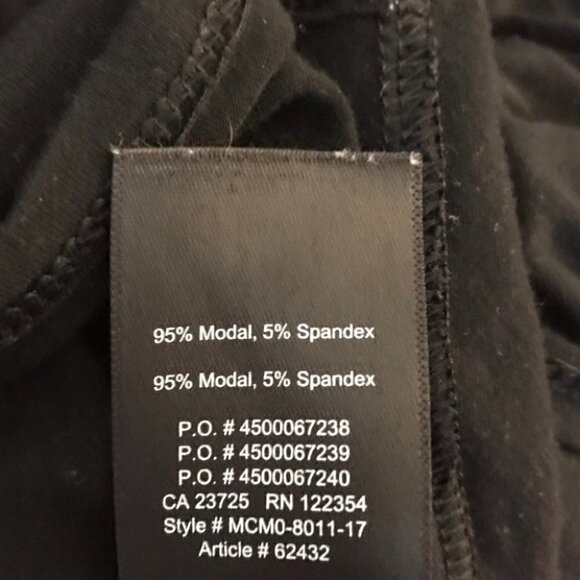 95% Modal, 5% Spandex
95% Modal, 5% Spandex
P.O. # 4500067238
P.O. # 4500067239
P.O. # 4500067240
CA 23725 RN 122354
Style # MCM0-8011-17
Article # 62432